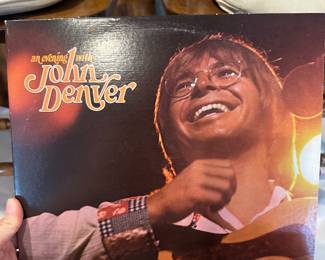 an evening with
John
Denver